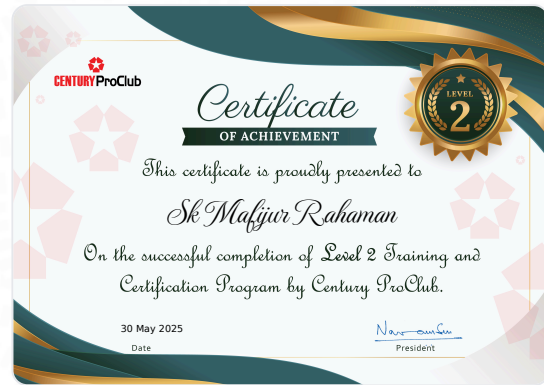 CENTURY ProClub
LEVEL
2
Certificate
OF ACHIEVEMENT
This certificate is proudly presented to
Sk Mafijur Rahaman
On the successful completion of Level 2 Training and
Certification Program by Century ProClub.
30 May 2025
Date
President